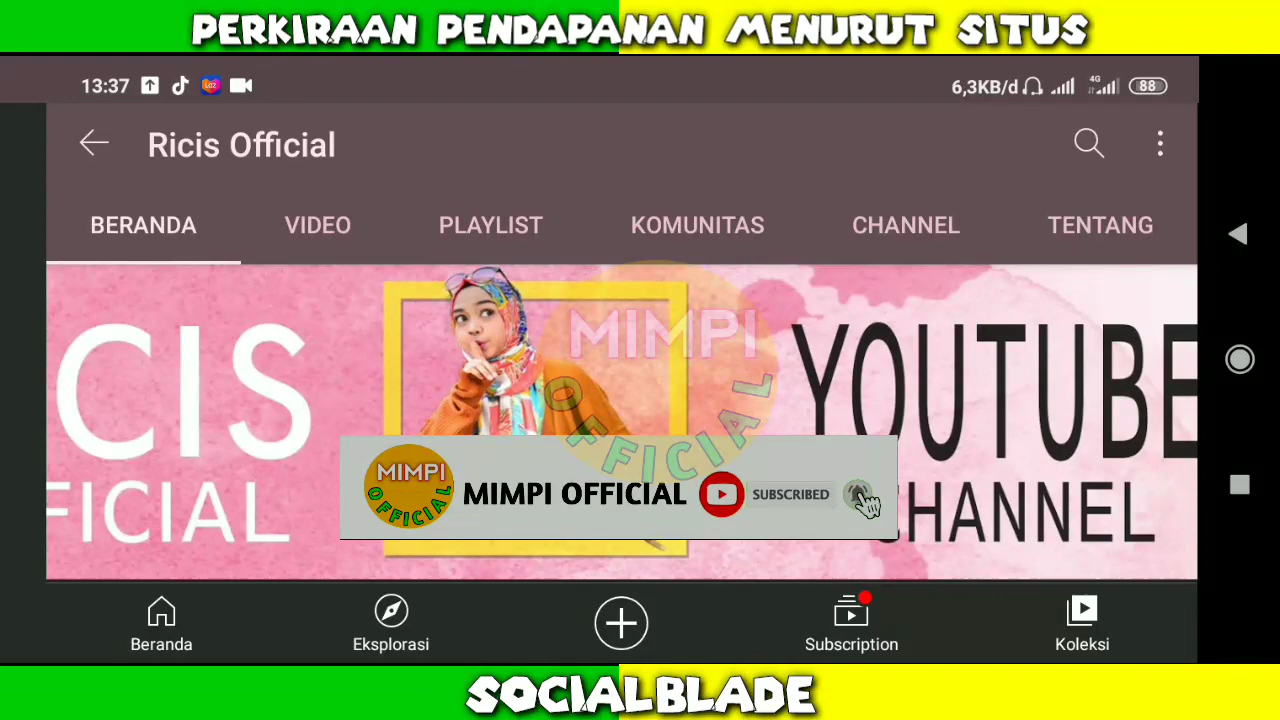 PERKIRAAN PENDAPANAN MENURUT SITUS
13:37
6,3KB/d
4G
88
Ricis Official
BERANDA
VIDEO
PLAYLIST
KOMUNITAS
CHANNEL
TENTANG
CIS
FICIAL
MIMPI
OFFICIAL
YOUTUBE
CHANNEL
MIMPI
OFFICIAL
MIMPI OFFICIAL
SUBSCRIBED
Beranda
Eksplorasi
Subscription
Koleksi
SOCIALBLADE